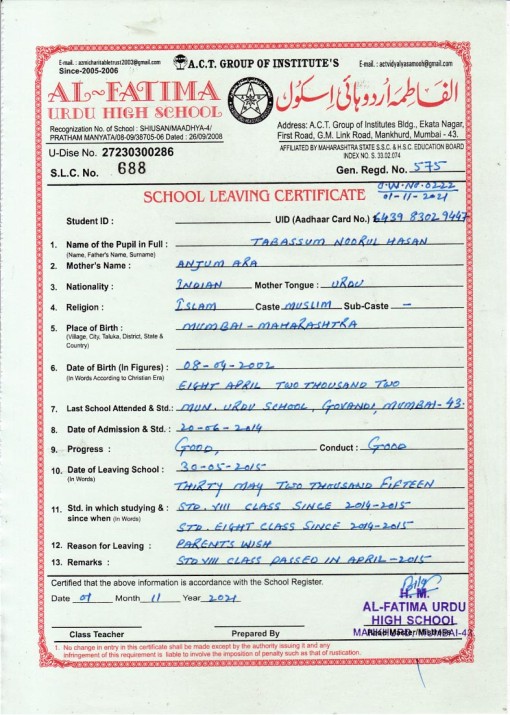 E-mail. : azmicharitabletrust2003@gmail.com
A.C.T. GROUP OF INSTITUTE'S
E-mail. : actvidyalyasamooh@gmail.com
Since-2005-2006
AL~FATIMA
URDU HIGH SCHOOL
الفاطمہ اردو ہائی اسکول
Recognization No. of School : SHIUSAN/MAADHYA-4/
PRATHAM MANYATA/08-09/38705-06 Dated : 26/09/2008
Address: A.C.T. Group of Institutes Bldg., Ekata Nagar,
First Road, G.M. Link Road, Mankhurd, Mumbai - 43.
U-Dise No. 27230300286
AFFILIATED BY MAHARASHTRA STATE S.S.C. & H.S.C. EDUCATION BOARD
INDEX NO. S. 33.02.074
S.L.C. No. 688
Gen. Regd. No. 575
SCHOOL LEAVING CERTIFICATE
O.W.No.0222
01-11-2021
Student ID : UID (Aadhaar Card No.) 6439 8302 9447
1. Name of the Pupil in Full : TABASSUM NOORUL HASAN
(Name, Father's Name, Surname)
2. Mother's Name : ANJUM ARA
3. Nationality : INDIAN Mother Tongue : URDU
4. Religion : ISLAM Caste MUSLIM Sub-Caste —
5. Place of Birth : MUMBAI - MAHARASHTRA
(Village, City, Taluka, District, State &
Country)
6. Date of Birth (In Figures) : 08-04-2002
(In Words According to Christian Era) EIGHT APRIL TWO THOUSAND TWO
7. Last School Attended & Std.: MUN. URDU SCHOOL, GOVANDI, MUMBAI-43.
8. Date of Admission & Std. : 20-06-2014
9. Progress : GOOD, Conduct : GOOD
10. Date of Leaving School : 30-05-2015
(In Words) THIRTY MAY TWO THOUSAND FIFTEEN
11. Std. in which studying & : STD. VIII CLASS SINCE 2014-2015
since when (In Words) STD. EIGHT CLASS SINCE 2014-2015
12. Reason for Leaving : PARENTS WISH
13. Remarks : STD VIII CLASS PASSED IN APRIL-2015
Certified that the above information is accordance with the School Register.
Date 01 Month 11 Year 2021
H. M.
AL-FATIMA URDU
HIGH SCHOOL
Class Teacher Prepared By
1. No change in entry in this certificate shall be made except by the authority issuing it and any
infringement of this requirement is liable to involve the imposition of penalty such as that of rustication.